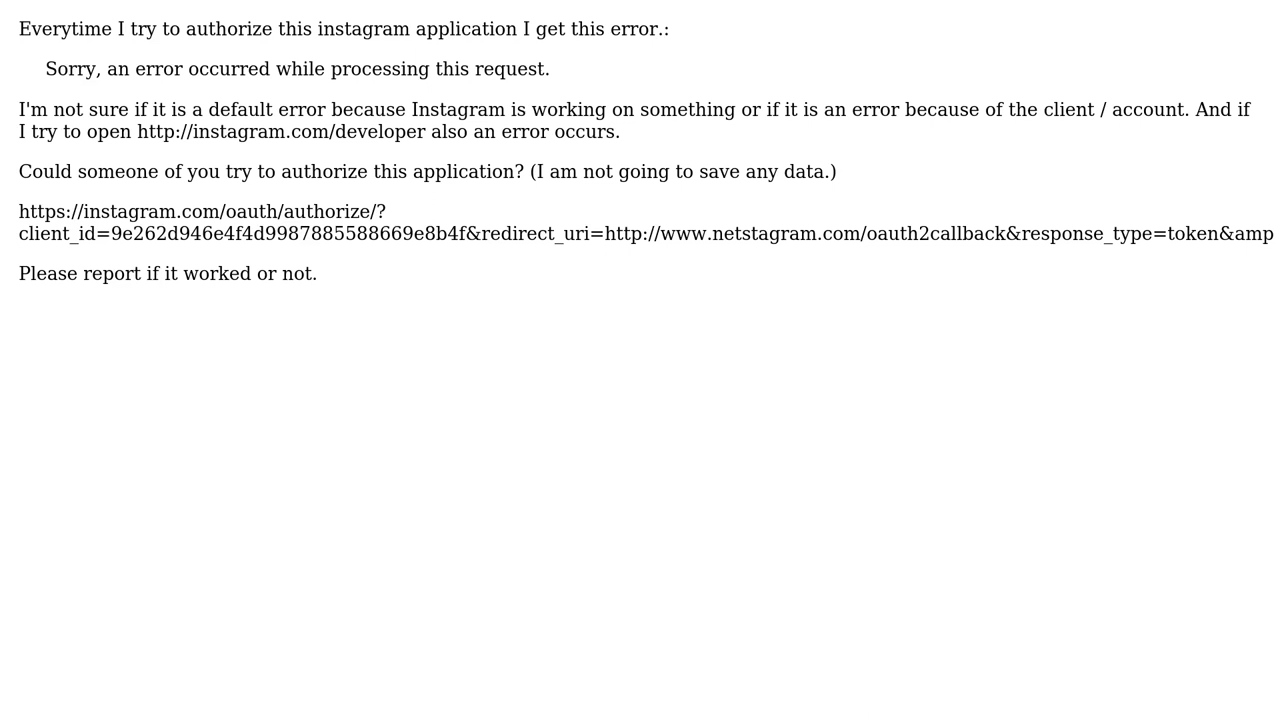 Everytime I try to authorize this instagram application I get this error.:
Sorry, an error occurred while processing this request.
I'm not sure if it is a default error because Instagram is working on something or if it is an error because of the client / account. And if
I try to open http://instagram.com/developer also an error occurs.
Could someone of you try to authorize this application? (I am not going to save any data.)
https://instagram.com/oauth/authorize/?
client_id=9e262d946e4f4d9987885588669e8b4f&redirect_uri=http://www.netstagram.com/oauth2callback&response_type=token&amp
Please report if it worked or not.